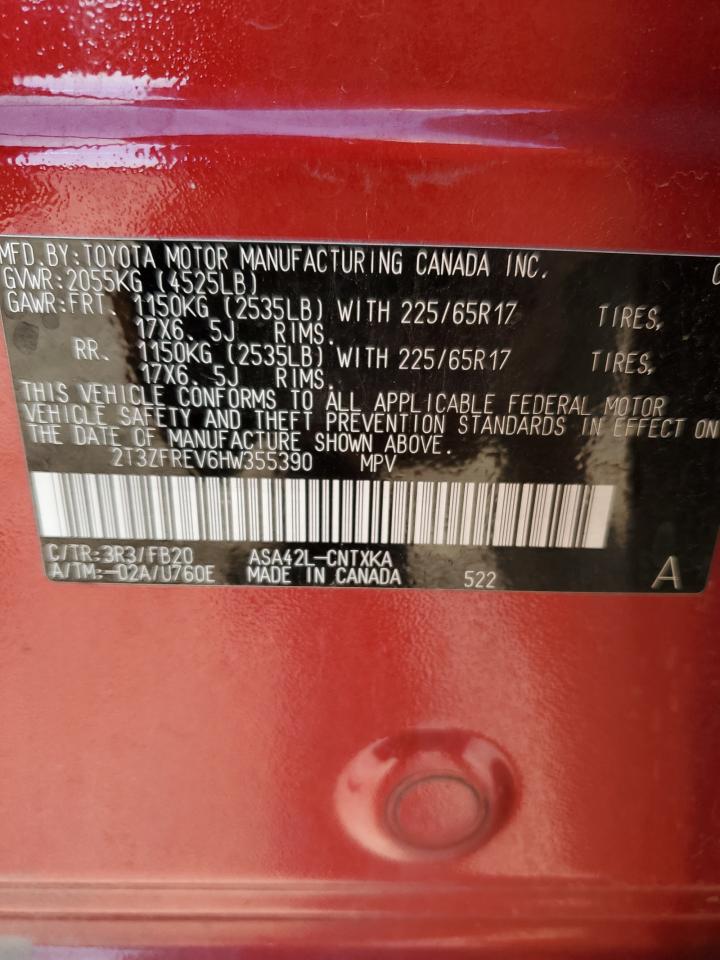 MFD. BY: TOYOTA MOTOR MANUFACTURING CANADA INC.
GVWR: 2055KG (4525LB)
GAWR: FRT. 1150KG (2535LB) WITH 225/65R17 TIRES,
17X6. 5J RIMS.
RR. 1150KG (2535LB) WITH 225/65R17 TIRES,
17X6. 5J RIMS.
THIS VEHICLE CONFORMS TO ALL APPLICABLE FEDERAL MOTOR
VEHICLE SAFETY AND THEFT PREVENTION STANDARDS IN EFFECT ON
THE DATE OF MANUFACTURE SHOWN ABOVE.
2T3ZFREV6HW355390 MPV
C/TR: 3R3/FB20 ASA42L-CNTXKA
A/TM: -02A/U760E MADE IN CANADA 522 A